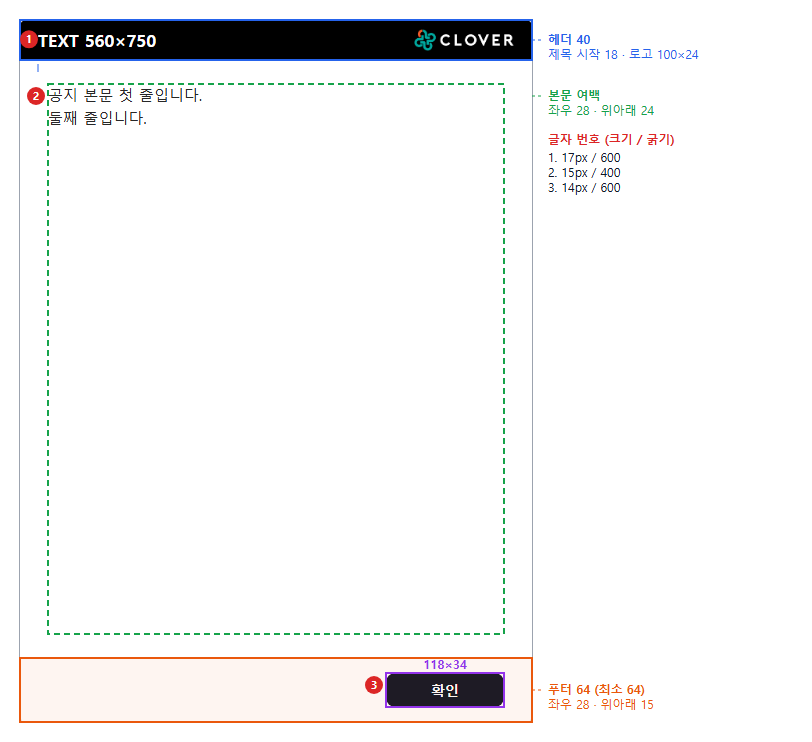 1 TEXT 560×750
CLOVER
헤더 40
제목 시작 18 · 로고 100×24
2 공지 본문 첫 줄입니다.
둘째 줄입니다.
본문 여백
좌우 28 · 위아래 24
글자 번호 (크기 / 굵기)
1. 17px / 600
2. 15px / 400
3. 14px / 600
118×34
3 확인
푸터 64 (최소 64)
좌우 28 · 위아래 15